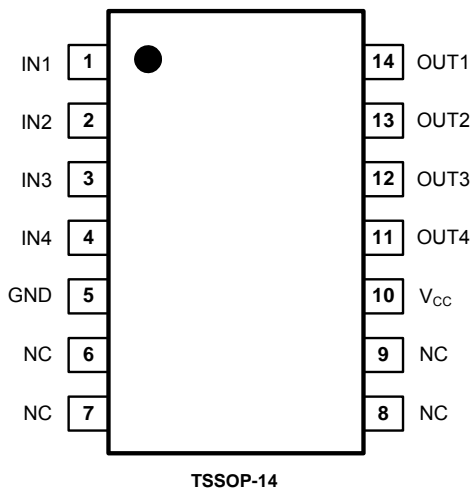 IN1 1 14 OUT1
IN2 2 13 OUT2
IN3 3 12 OUT3
IN4 4 11 OUT4
GND 5 10 VCC
NC 6 9 NC
NC 7 8 NC
TSSOP-14